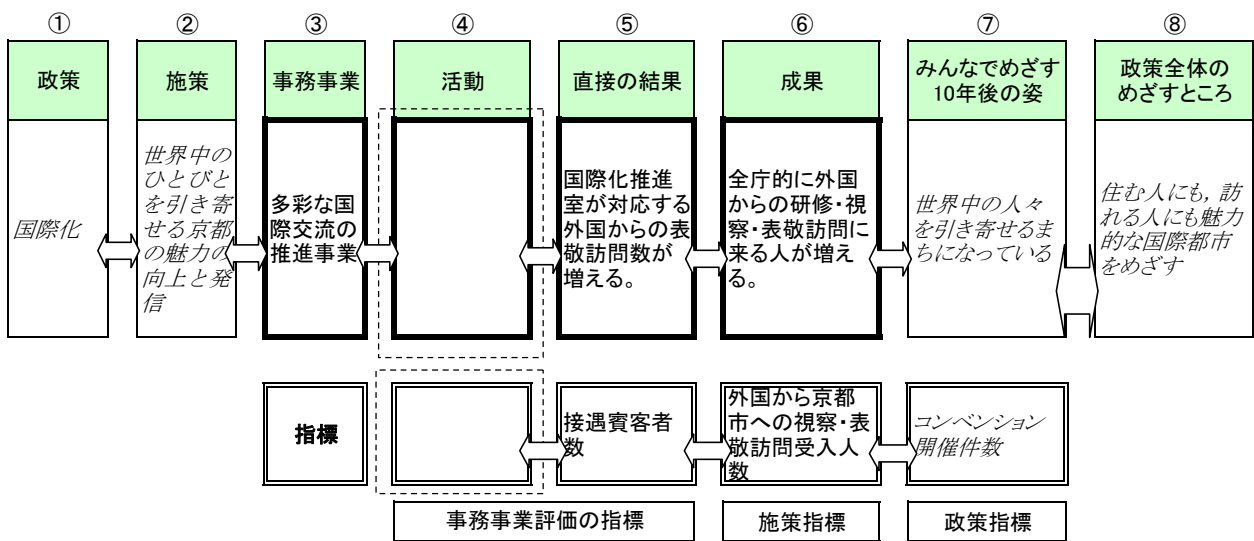 ①
②
③
④
⑤
⑥
⑦
⑧
政策
施策
事務事業
活動
直接の結果
成果
みんなでめざす
10年後の姿
政策全体の
めざすところ
国際化
世界中の
ひとびと
を引き寄
せる京都
の魅力の
向上と発
信
多彩な国
際交流の
推進事業
国際化推進
室が対応する
外国からの表
敬訪問数が
増える。
全庁的に外国
からの研修・視
察・表敬訪問に
来る人が増え
る。
世界中の人々
を引き寄せるま
ちになっている
住む人にも，訪
れる人にも魅力
的な国際都市
をめざす
指標
接遇賓客者
数
外国から京都
市への視察・表
敬訪問受入人
数
コンベンション
開催件数
事務事業評価の指標
施策指標
政策指標